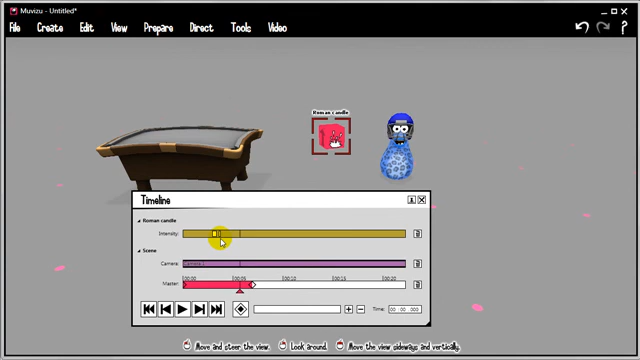 Muvizu - Untitled*
File Create Edit View Prepare Direct Tools Video
Roman candle
Timeline
Roman candle
Intensity:
Scene
Camera: Camera 1
00:00 00:05 00:10 00:15 00:20
Master:
Time: 00 : 00 . 000
Move and steer the view. Look around. Move the view sideways and vertically.